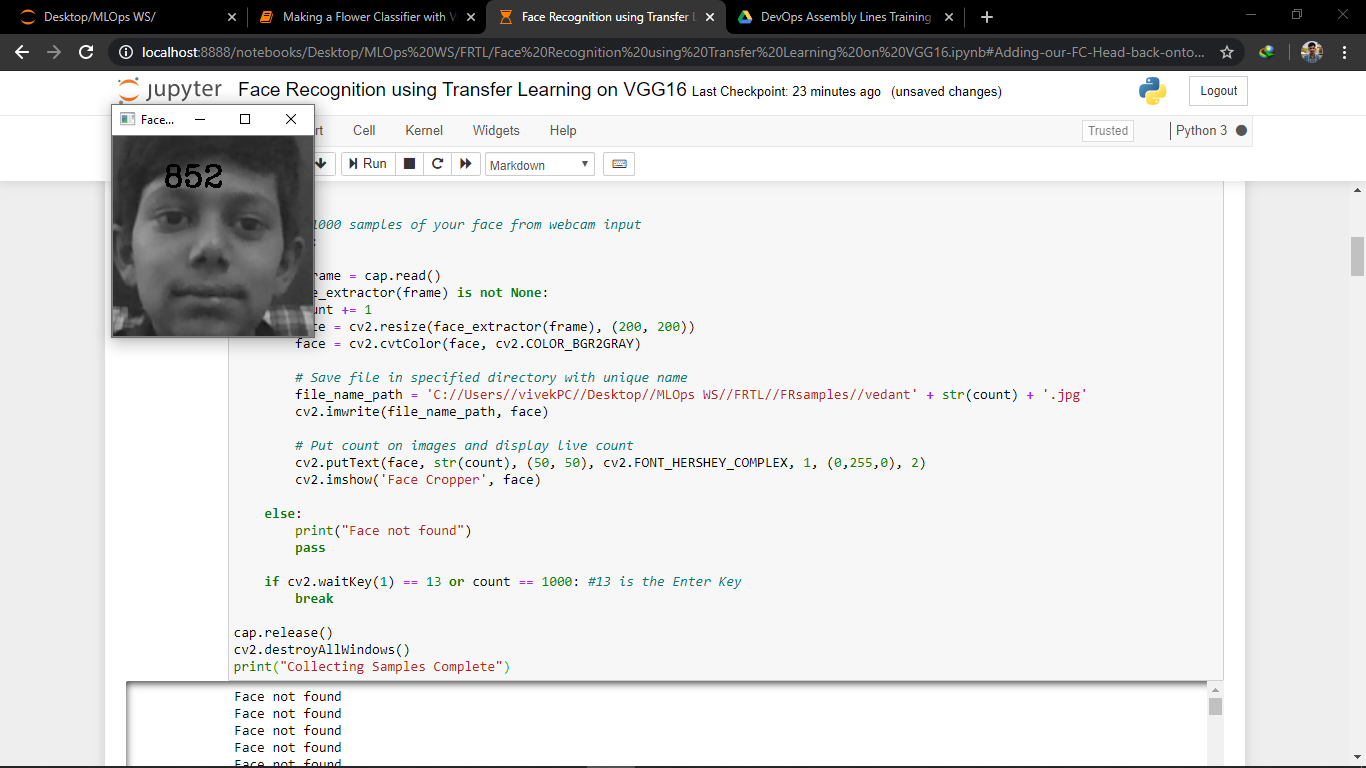 Desktop/MLOps WS/
Making a Flower Classifier with V
Face Recognition using Transfer L
DevOps Assembly Lines Training
localhost:8888/notebooks/Desktop/MLOps%20WS/FRTL/Face%20Recognition%20using%20Transfer%20Learning%20on%20VGG16.ipynb#Adding-our-FC-Head-back-onto...
jupyter Face Recognition using Transfer Learning on VGG16 Last Checkpoint: 23 minutes ago (unsaved changes)
Logout
Face...
rt Cell Kernel Widgets Help
Trusted
Python 3
Run
Markdown
852
1000 samples of your face from webcam input
:
rame = cap.read()
e_extractor(frame) is not None:
unt += 1
ce = cv2.resize(face_extractor(frame), (200, 200))
face = cv2.cvtColor(face, cv2.COLOR_BGR2GRAY)
# Save file in specified directory with unique name
file_name_path = 'C://Users//vivekPC//Desktop//MLOps WS//FRTL//FRsamples//vedant' + str(count) + '.jpg'
cv2.imwrite(file_name_path, face)
# Put count on images and display live count
cv2.putText(face, str(count), (50, 50), cv2.FONT_HERSHEY_COMPLEX, 1, (0,255,0), 2)
cv2.imshow('Face Cropper', face)
else:
print("Face not found")
pass
if cv2.waitKey(1) == 13 or count == 1000: #13 is the Enter Key
break
cap.release()
cv2.destroyAllWindows()
print("Collecting Samples Complete")
Face not found
Face not found
Face not found
Face not found
Face not found